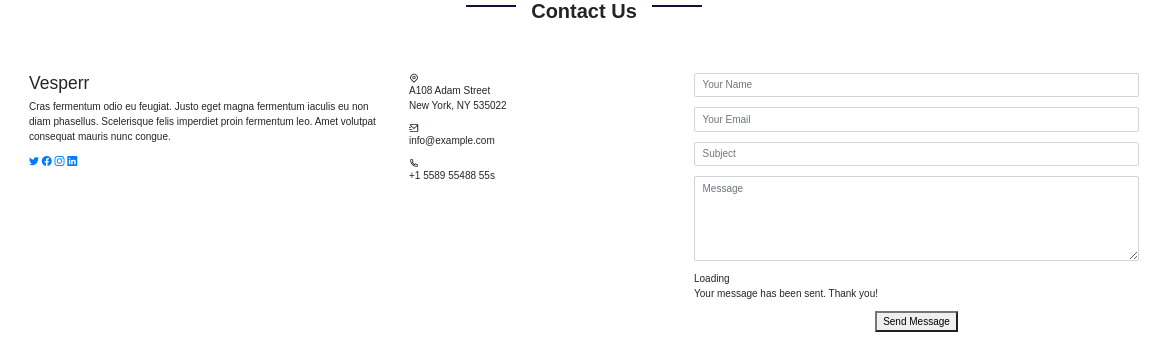 Contact Us
Vesperr
Cras fermentum odio eu feugiat. Justo eget magna fermentum iaculis eu non
diam phasellus. Scelerisque felis imperdiet proin fermentum leo. Amet volutpat
consequat mauris nunc congue.
A108 Adam Street
New York, NY 535022
info@example.com
+1 5589 55488 55s
Your Name
Your Email
Subject
Message
Loading
Your message has been sent. Thank you!
Send Message